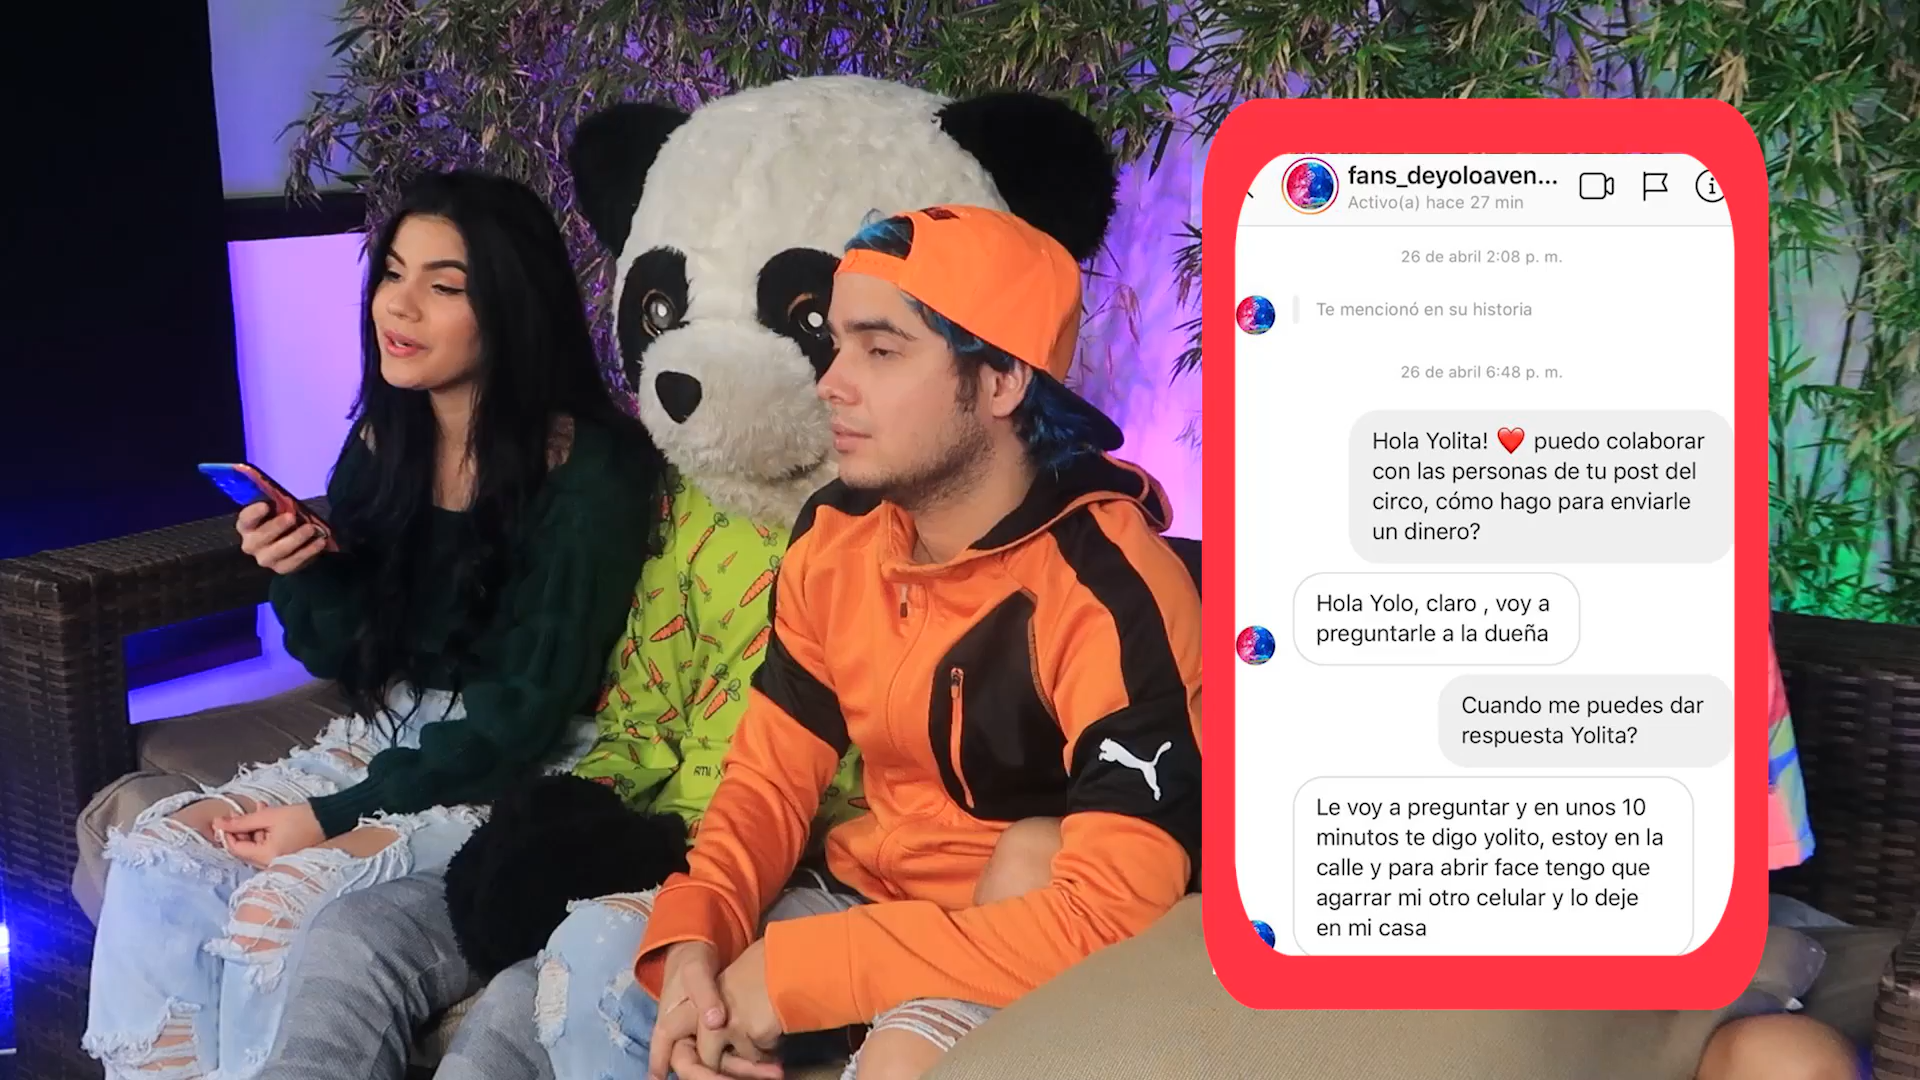 fans_deyoloaven...
Activo(a) hace 27 min
26 de abril 2:08 p. m.
Te mencionó en su historia
26 de abril 6:48 p. m.
Hola Yolita! ❤️ puedo colaborar
con las personas de tu post del
circo, cómo hago para enviarle
un dinero?
Hola Yolo, claro , voy a
preguntarle a la dueña
Cuando me puedes dar
respuesta Yolita?
Le voy a preguntar y en unos 10
minutos te digo yolito, estoy en la
calle y para abrir face tengo que
agarrar mi otro celular y lo deje
en mi casa